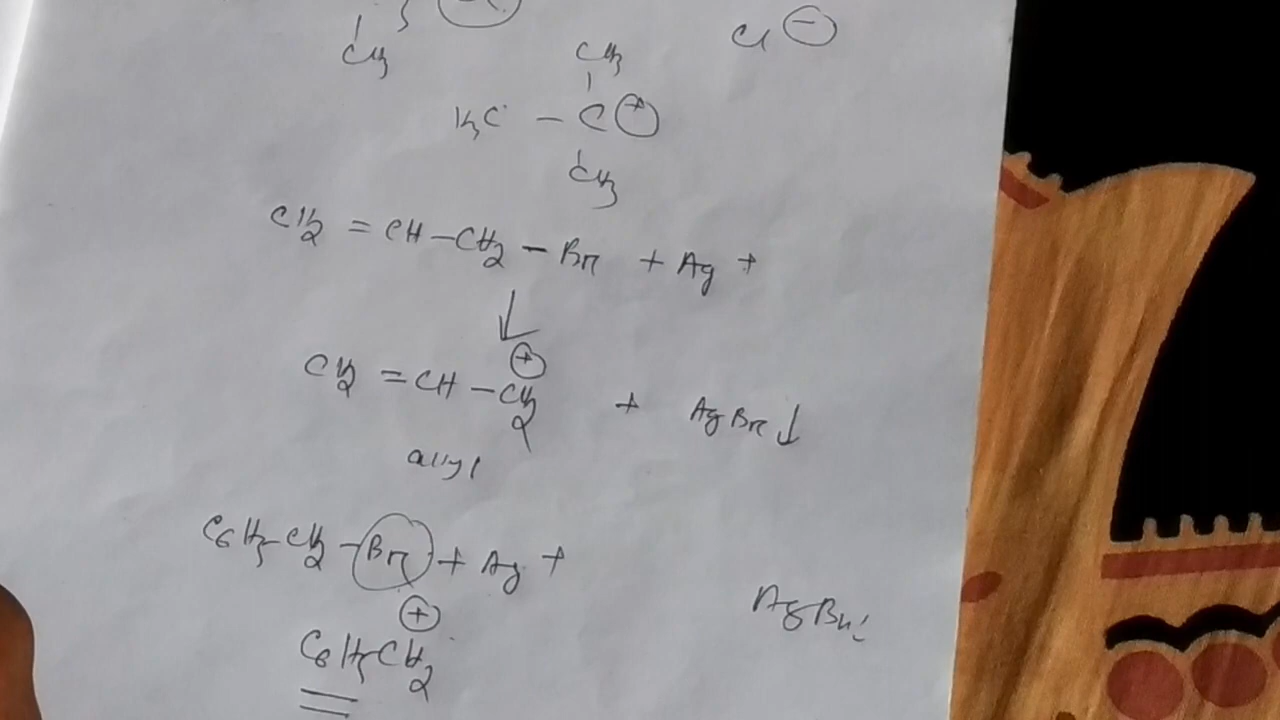 CH3
Cl ⊖
CH3
|
H3C — C ⊕
|
CH3
CH2 = CH — CH2 — Br + Ag +
↓
CH2 = CH — CH2 ⊕ + AgBr ↓
allyl
C6H5-CH2 — Br + Ag +
C6H5CH2 ⊕ AgBr